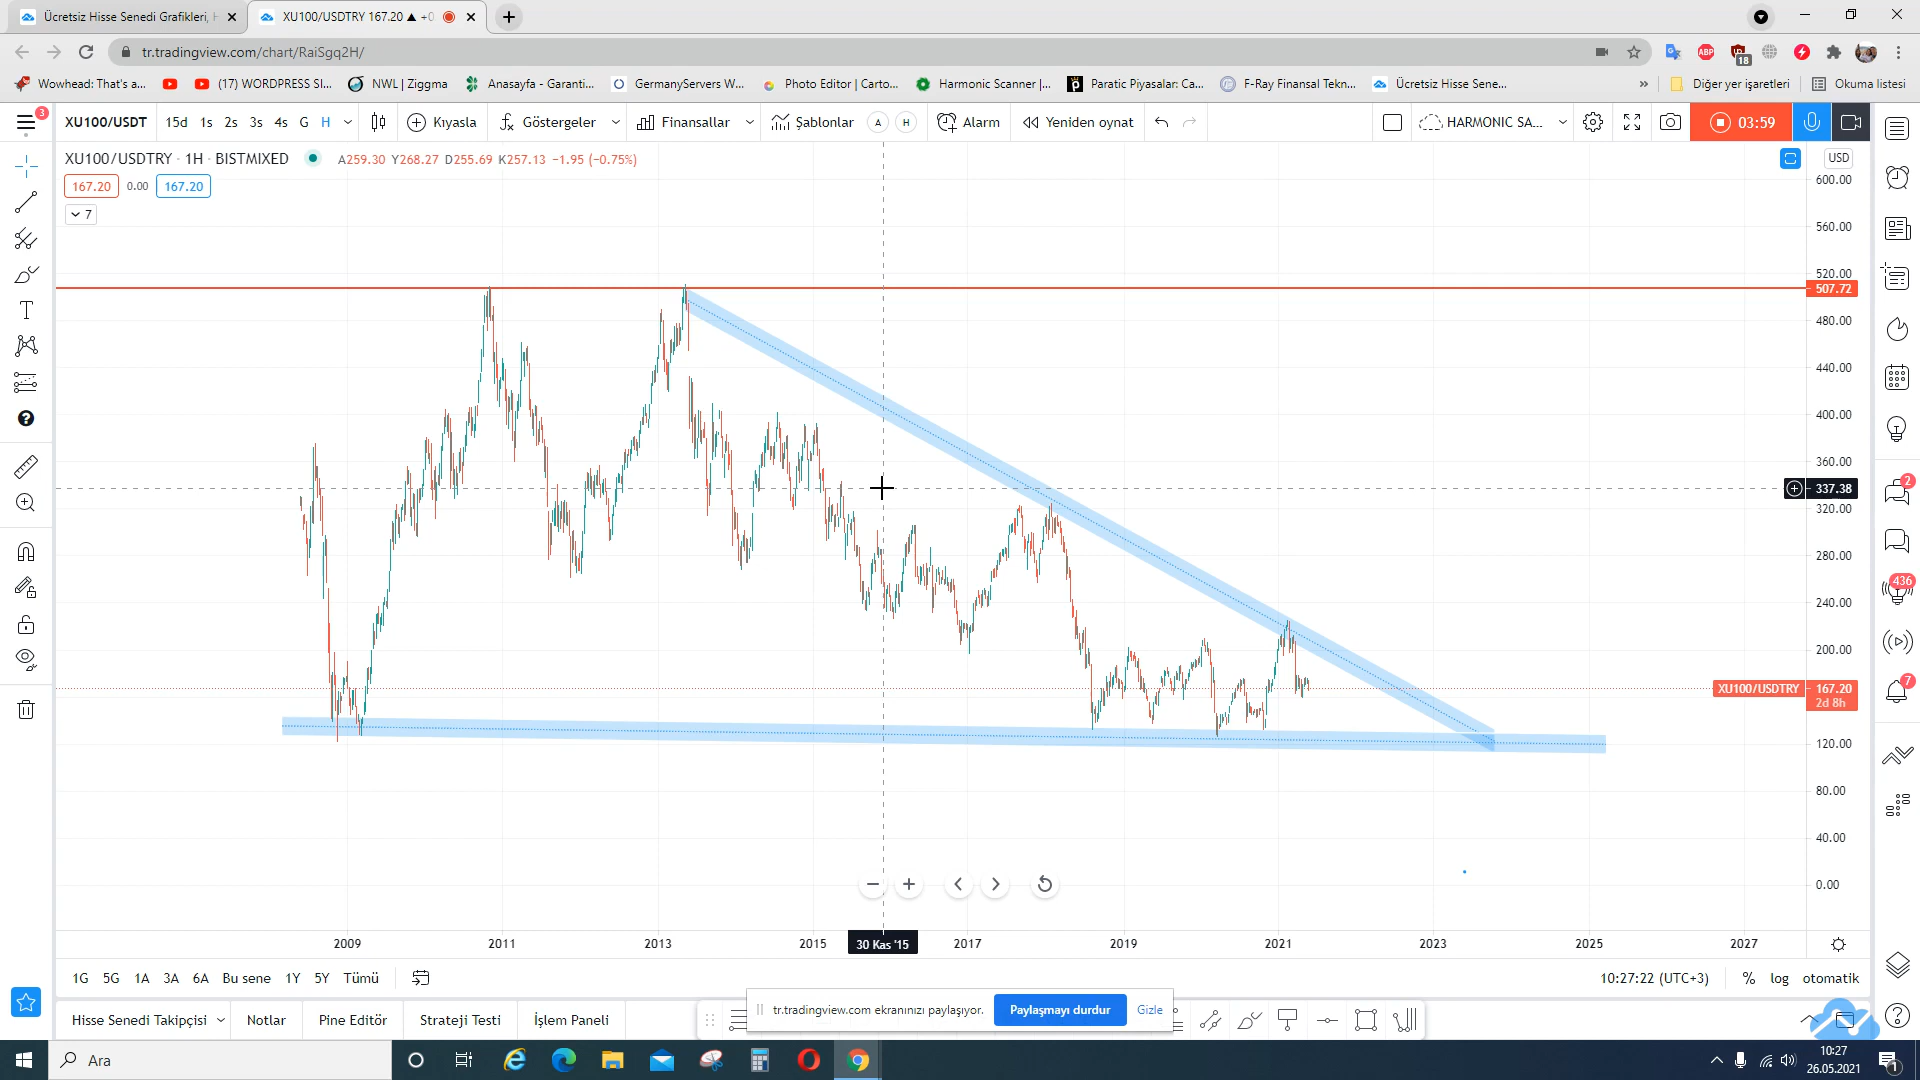 Ücretsiz Hisse Senedi Grafikleri, H
XU100/USDTRY 167.20 ▲ +0
tr.tradingview.com/chart/RaiSgq2H/
ABP
18
Wowhead: That's a...
(17) WORDPRESS Sİ...
NWL | Ziggma
Anasayfa - Garanti...
GermanyServers W...
Photo Editor | Carto...
Harmonic Scanner |...
Paratic Piyasalar: Ca...
F-Ray Finansal Tekn...
Ücretsiz Hisse Sene...
»
Diğer yer işaretleri
Okuma listesi
3
XU100/USDT
15d 1s 2s 3s 4s G H
Kıyasla
Göstergeler
Finansallar
Şablonlar
A
H
Alarm
Yeniden oynat
HARMONIC SA...
03:59
XU100/USDTRY · 1H · BISTMIXED
A259.30 Y268.27 D255.69 K257.13 −1.95 (−0.75%)
167.20 0.00 167.20
7
USD
600.00
560.00
520.00
507.72
480.00
440.00
400.00
360.00
337.38
320.00
280.00
240.00
200.00
XU100/USDTRY 167.20
2d 8h
120.00
80.00
40.00
0.00
2
436
7
2009 2011 2013 2015 30 Kas '15 2017 2019 2021 2023 2025 2027
1G 5G 1A 3A 6A Bu sene 1Y 5Y Tümü
10:27:22 (UTC+3) % log otomatik
Hisse Senedi Takipçisi
Notlar
Pine Editör
Strateji Testi
İşlem Paneli
tr.tradingview.com ekranınızı paylaşıyor.
Paylaşmayı durdur
Gizle
Ara
10:27
26.05.2021
1